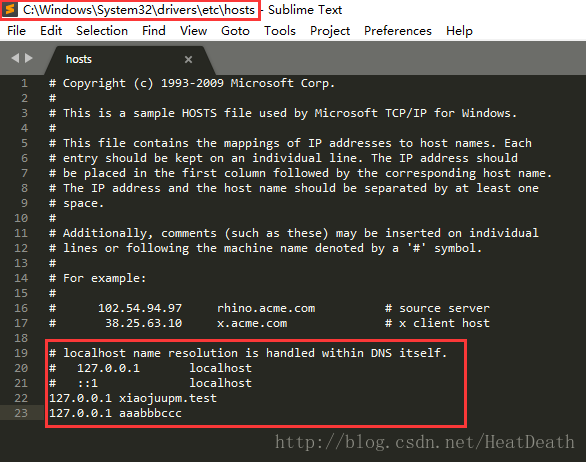 C:\Windows\System32\drivers\etc\hosts - Sublime Text
File Edit Selection Find View Goto Tools Project Preferences Help
hosts ×
1 # Copyright (c) 1993-2009 Microsoft Corp.
2 #
3 # This is a sample HOSTS file used by Microsoft TCP/IP for Windows.
4 #
5 # This file contains the mappings of IP addresses to host names. Each
6 # entry should be kept on an individual line. The IP address should
7 # be placed in the first column followed by the corresponding host name.
8 # The IP address and the host name should be separated by at least one
9 # space.
10 #
11 # Additionally, comments (such as these) may be inserted on individual
12 # lines or following the machine name denoted by a '#' symbol.
13 #
14 # For example:
15 #
16 #      102.54.94.97     rhino.acme.com          # source server
17 #       38.25.63.10     x.acme.com              # x client host
18
19 # localhost name resolution is handled within DNS itself.
20 #   127.0.0.1       localhost
21 #   ::1             localhost
22 127.0.0.1 xiaojuupm.test
23 127.0.0.1 aaabbbccc
http://blog.csdn.net/HeatDeath